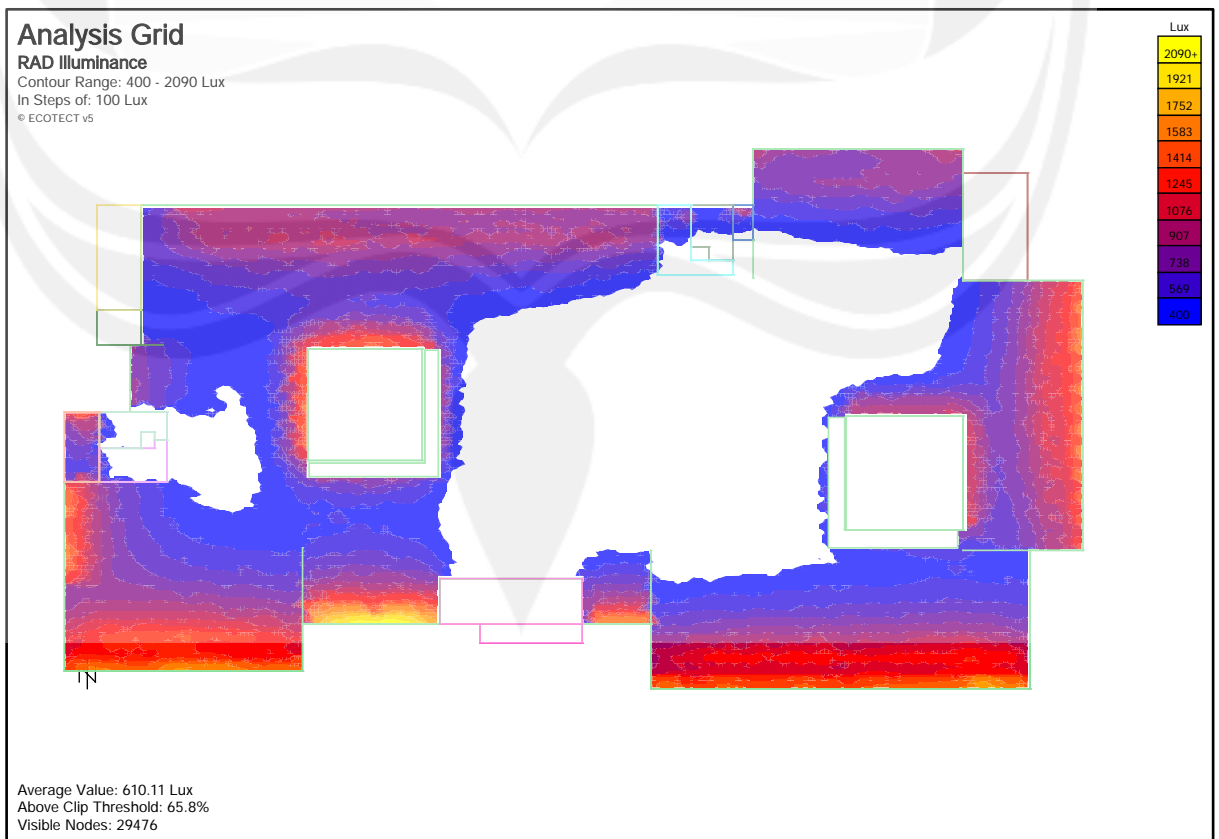 Analysis Grid
RAD Illuminance
Contour Range: 400 - 2090 Lux
In Steps of: 100 Lux
© ECOTECT v5
Lux
2090+
1921
1752
1583
1414
1245
1076
907
738
569
400
N
Average Value: 610.11 Lux
Above Clip Threshold: 65.8%
Visible Nodes: 29476